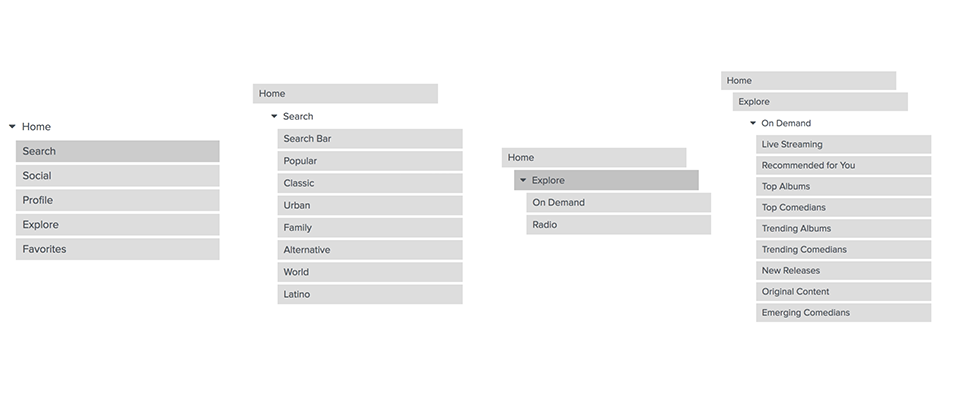 Home
Search
Social
Profile
Explore
Favorites
Home
Search
Search Bar
Popular
Classic
Urban
Family
Alternative
World
Latino
Home
Explore
On Demand
Radio
Home
Explore
On Demand
Live Streaming
Recommended for You
Top Albums
Top Comedians
Trending Albums
Trending Comedians
New Releases
Original Content
Emerging Comedians